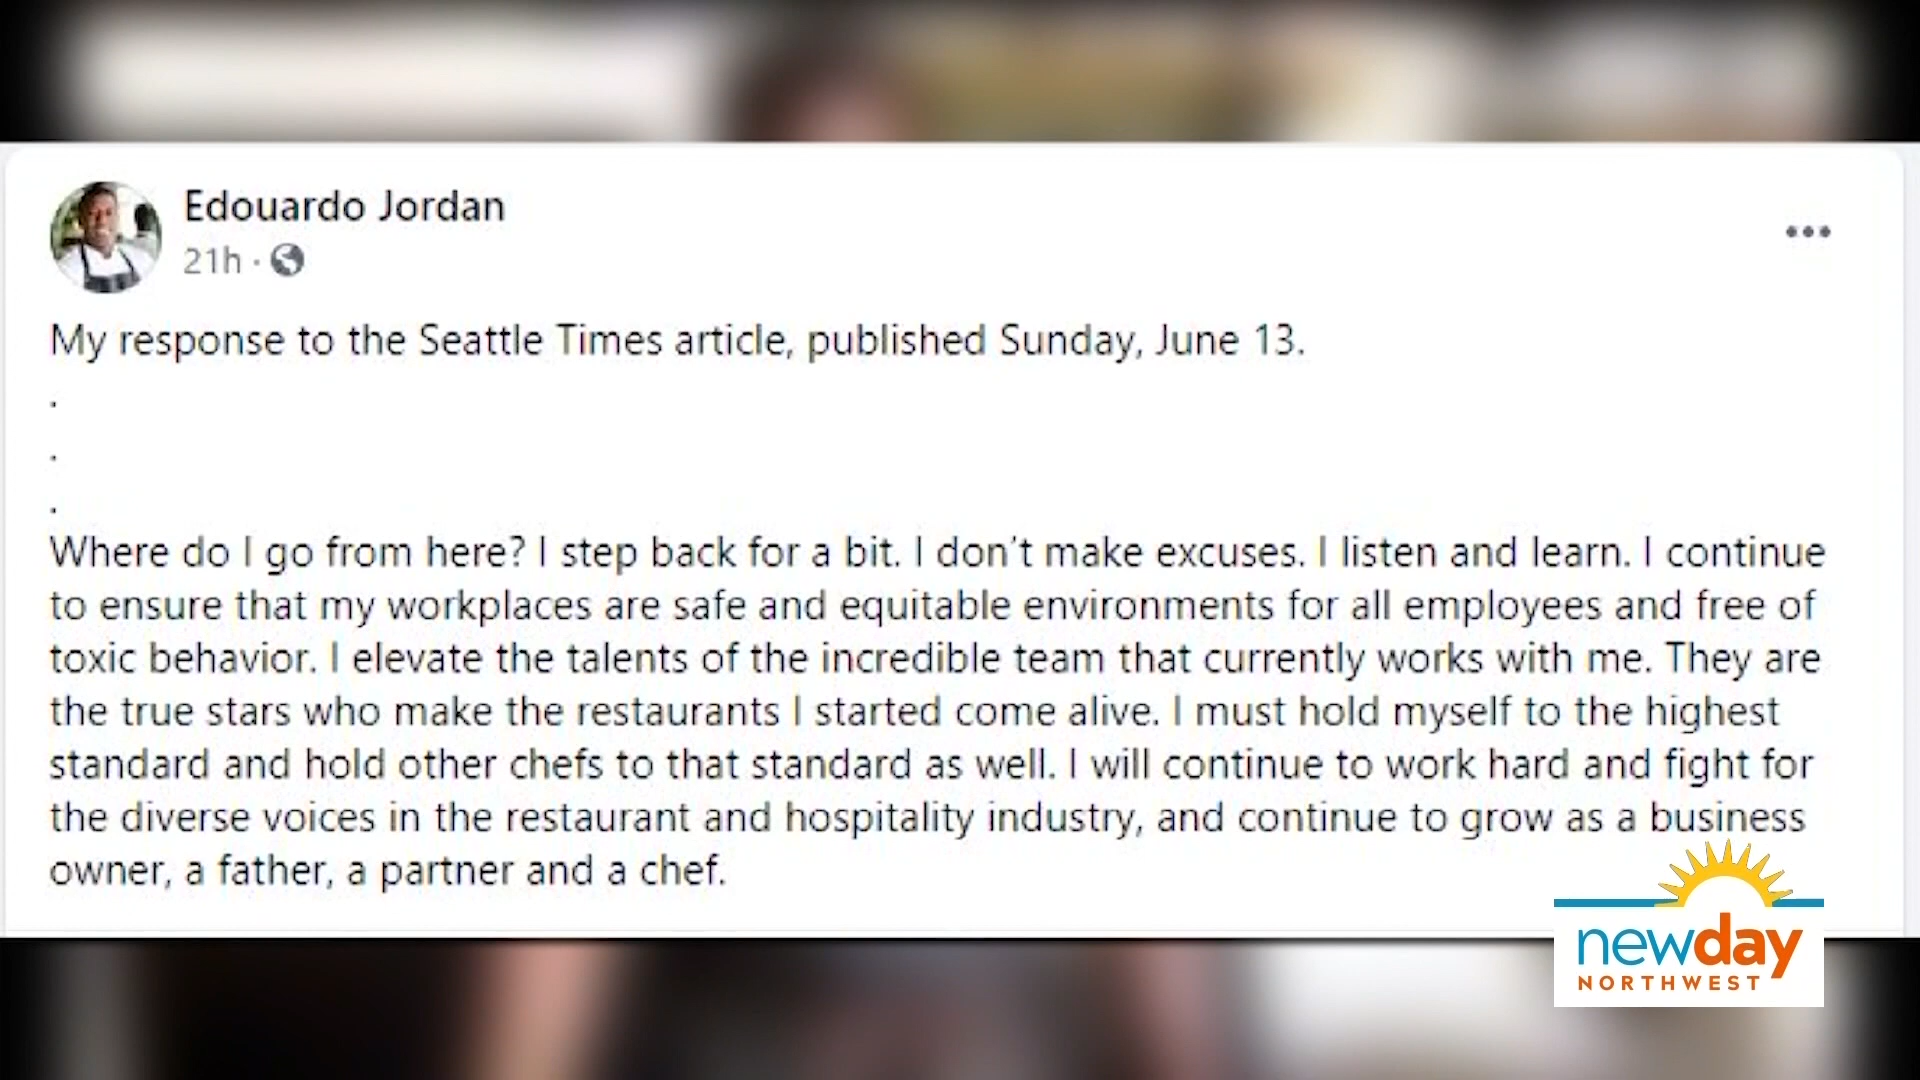 Edouardo Jordan
21h ·
My response to the Seattle Times article, published Sunday, June 13.
.
.
.
Where do I go from here? I step back for a bit. I don't make excuses. I listen and learn. I continue
to ensure that my workplaces are safe and equitable environments for all employees and free of
toxic behavior. I elevate the talents of the incredible team that currently works with me. They are
the true stars who make the restaurants I started come alive. I must hold myself to the highest
standard and hold other chefs to that standard as well. I will continue to work hard and fight for
the diverse voices in the restaurant and hospitality industry, and continue to grow as a business
owner, a father, a partner and a chef.
newday
NORTHWEST